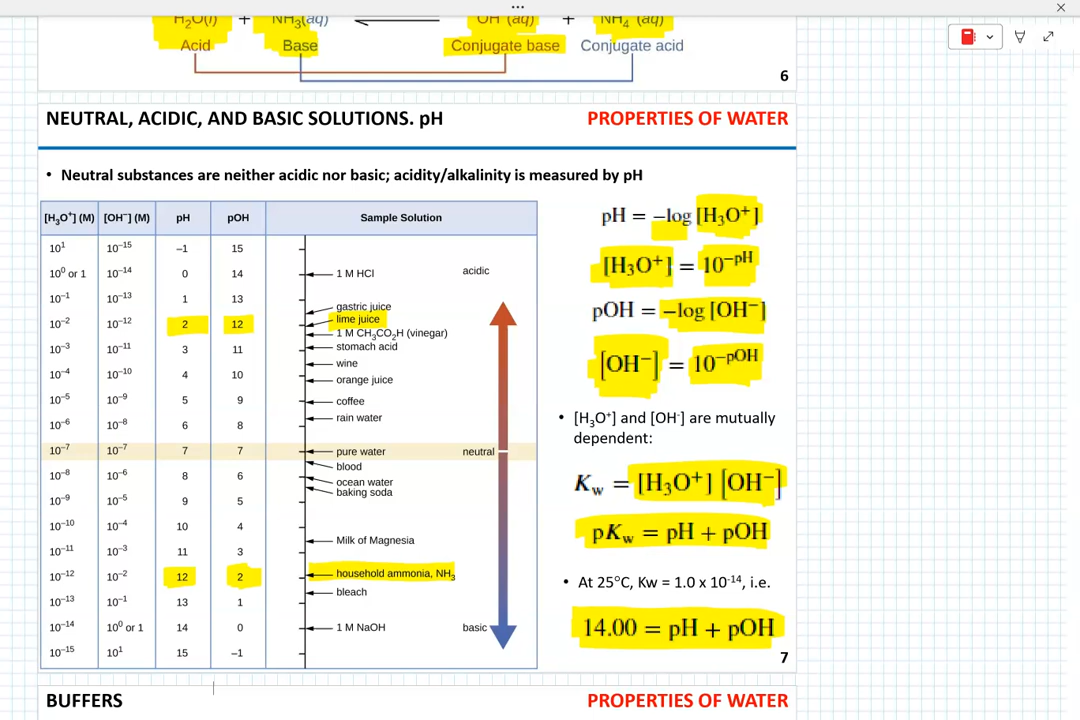 H₂O(l) + NH₃(aq) OH⁻(aq) + NH₄⁺(aq)
Acid Base Conjugate base Conjugate acid
6
NEUTRAL, ACIDIC, AND BASIC SOLUTIONS. pH PROPERTIES OF WATER
• Neutral substances are neither acidic nor basic; acidity/alkalinity is measured by pH
[H₃O⁺] (M) [OH⁻] (M) pH pOH Sample Solution
10¹ 10⁻¹⁵ −1 15
10⁰ or 1 10⁻¹⁴ 0 14 1 M HCl acidic
10⁻¹ 10⁻¹³ 1 13
gastric juice
10⁻² 10⁻¹² 2 12 lime juice
1 M CH₃CO₂H (vinegar)
10⁻³ 10⁻¹¹ 3 11 stomach acid
wine
10⁻⁴ 10⁻¹⁰ 4 10 orange juice
10⁻⁵ 10⁻⁹ 5 9 coffee
10⁻⁶ 10⁻⁸ 6 8 rain water
10⁻⁷ 10⁻⁷ 7 7 pure water neutral
blood
10⁻⁸ 10⁻⁶ 8 6 ocean water
baking soda
10⁻⁹ 10⁻⁵ 9 5
10⁻¹⁰ 10⁻⁴ 10 4
Milk of Magnesia
10⁻¹¹ 10⁻³ 11 3
10⁻¹² 10⁻² 12 2 household ammonia, NH₃
bleach
10⁻¹³ 10⁻¹ 13 1
10⁻¹⁴ 10⁰ or 1 14 0 1 M NaOH basic
10⁻¹⁵ 10¹ 15 −1
pH = −log [H₃O⁺]
[H₃O⁺] = 10⁻ᵖᴴ
pOH = −log [OH⁻]
[OH⁻] = 10⁻ᵖᴼᴴ
• [H₃O⁺] and [OH⁻] are mutually
dependent:
K_w = [H₃O⁺] [OH⁻]
pK_w = pH + pOH
• At 25°C, Kw = 1.0 x 10⁻¹⁴, i.e.
14.00 = pH + pOH
7
BUFFERS PROPERTIES OF WATER